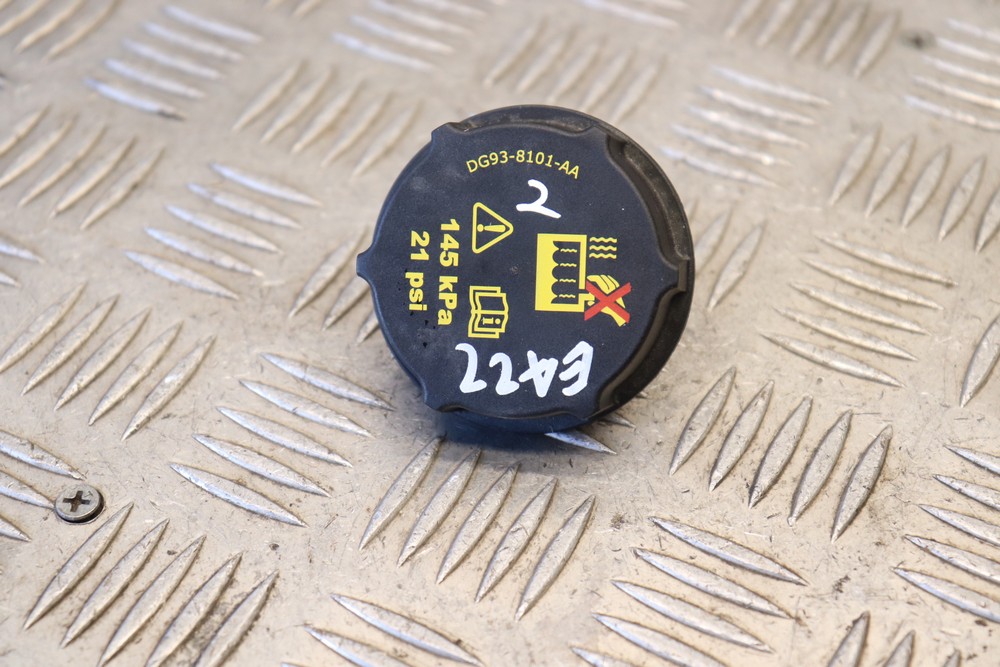 DG93-8101-AA
2
145 kPa
21 psi
i
EA22